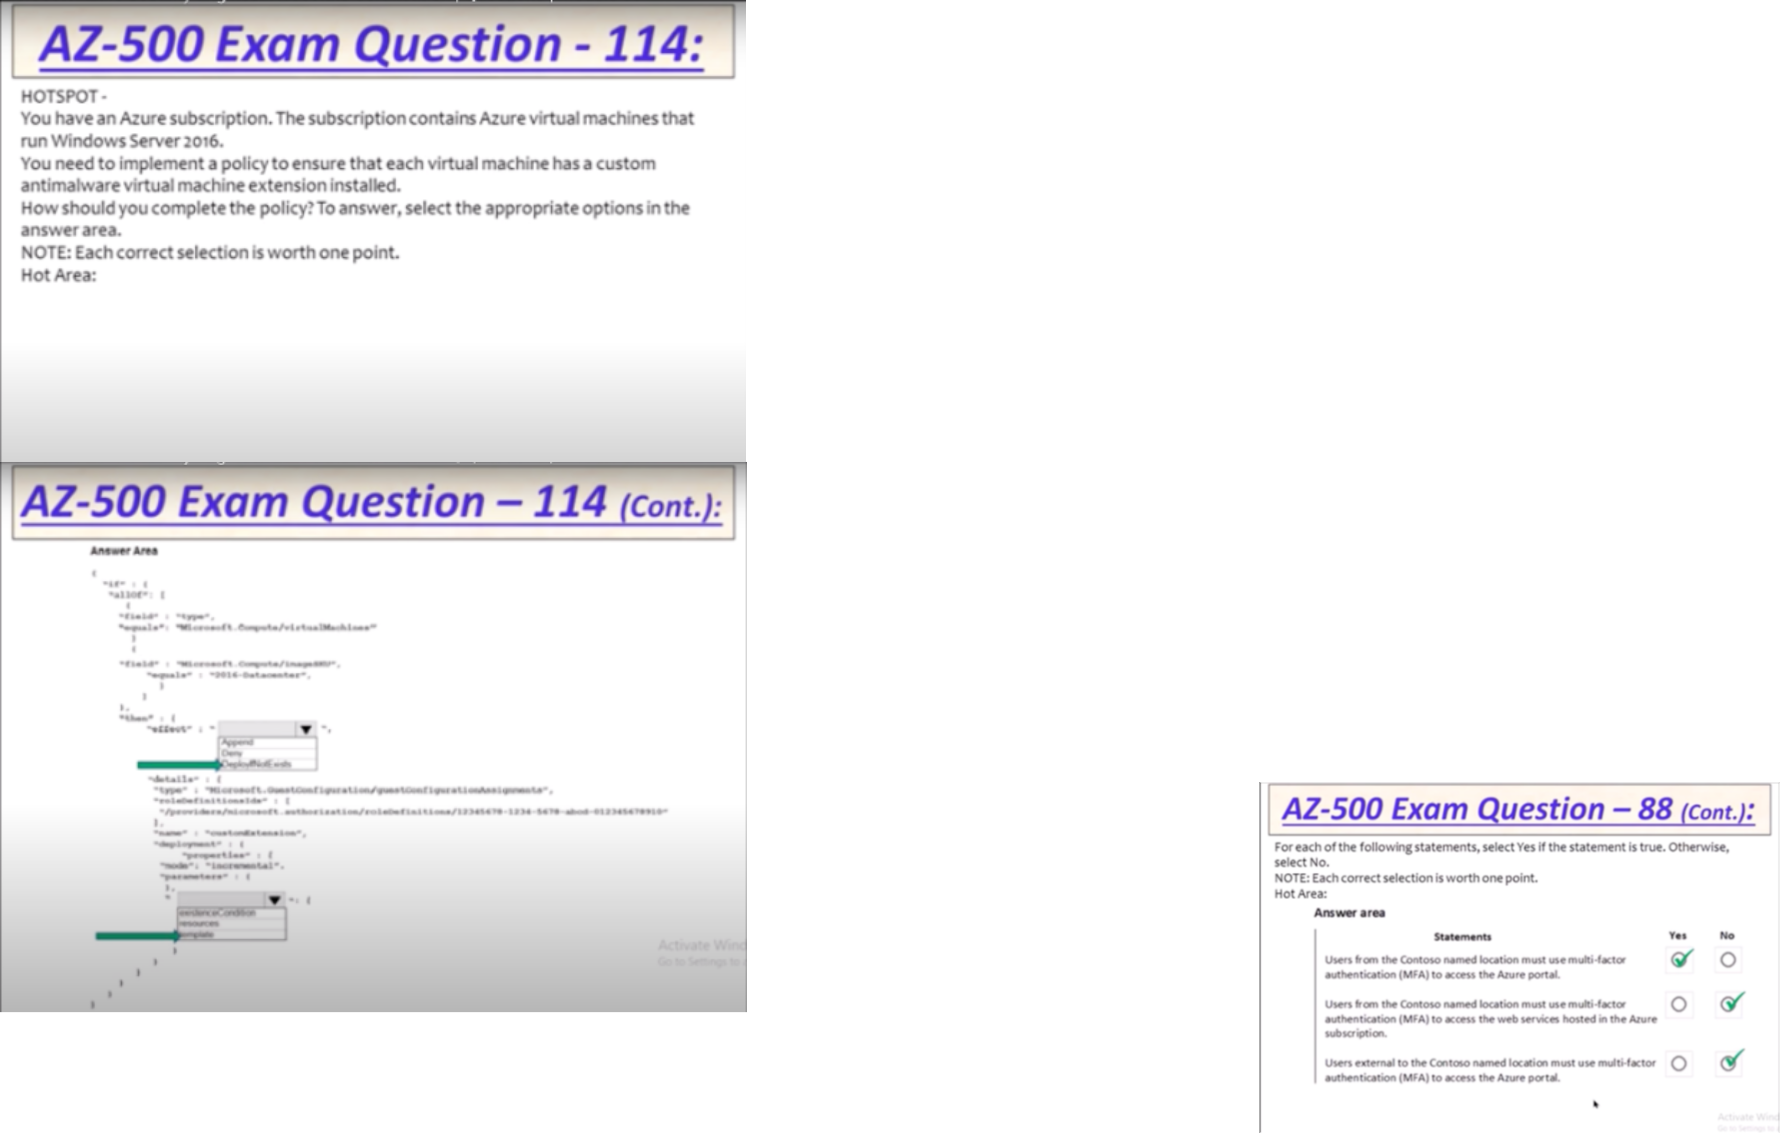 AZ-500 Exam Question - 114:
HOTSPOT -
You have an Azure subscription. The subscription contains Azure virtual machines that
run Windows Server 2016.
You need to implement a policy to ensure that each virtual machine has a custom
antimalware virtual machine extension installed.
How should you complete the policy? To answer, select the appropriate options in the
answer area.
NOTE: Each correct selection is worth one point.
Hot Area:
AZ-500 Exam Question – 114 (Cont.):
Answer Area
{
"if" : {
"allOf": [
{
"field" : "type",
"equals": "Microsoft.Compute/virtualMachines"
}
{
"field" : "Microsoft.Compute/imageSKU",
"equals" : "2016-Datacenter",
}
]
},
"then" : {
"effect" : " ",
Append
Deny
DeployIfNotExists
"details" : {
"type" : "Microsoft.GuestConfiguration/guestConfigurationAssignments",
"roleDefinitionsIds" : [
"/providers/microsoft.authorization/roleDefinitions/12345678-1234-5678-abcd-012345678910"
],
"name" : "customExtension",
"deployment" : {
"properties" : {
"mode": "incremental",
"parameters" : {
},
" ": {
existenceCondition
resources
template
}
}
}
}
}
}
Activate Wind
Go to Settings to
AZ-500 Exam Question – 88 (Cont.):
For each of the following statements, select Yes if the statement is true. Otherwise,
select No.
NOTE: Each correct selection is worth one point.
Hot Area:
Answer area
Statements Yes No
Users from the Contoso named location must use multi-factor
authentication (MFA) to access the Azure portal.
Users from the Contoso named location must use multi-factor
authentication (MFA) to access the web services hosted in the Azure
subscription.
Users external to the Contoso named location must use multi-factor
authentication (MFA) to access the Azure portal.
Activate Wind
Go to Settings to